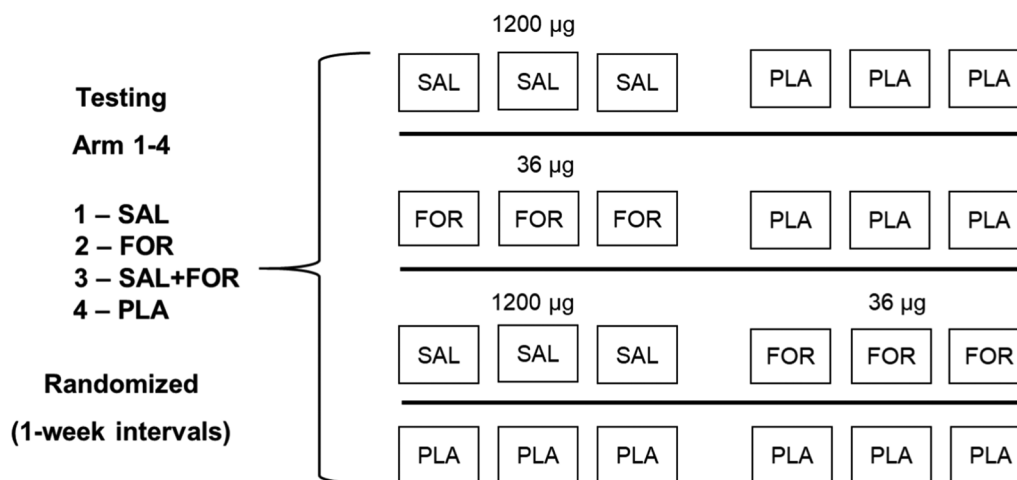 Testing
Arm 1-4
1 – SAL
2 – FOR
3 – SAL+FOR
4 – PLA
Randomized
(1-week intervals)
1200 µg
SAL SAL SAL PLA PLA PLA
36 µg
FOR FOR FOR PLA PLA PLA
1200 µg 36 µg
SAL SAL SAL FOR FOR FOR
PLA PLA PLA PLA PLA PLA